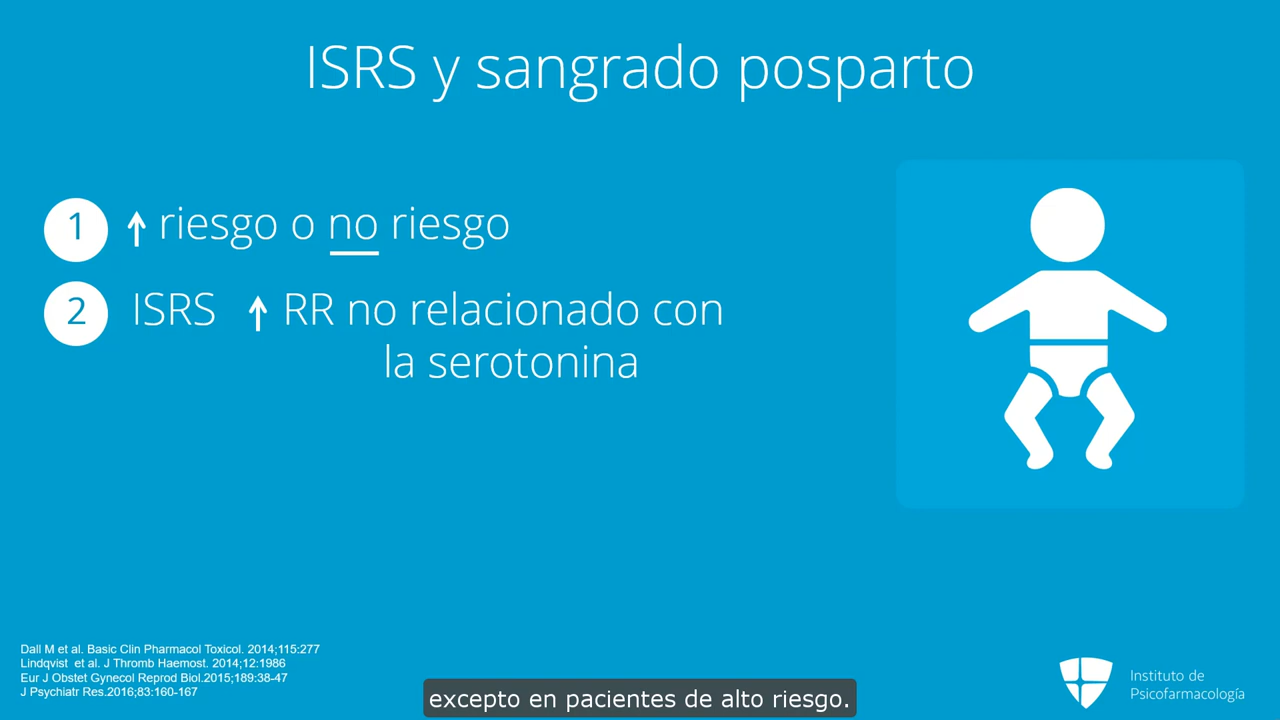 ISRS y sangrado posparto
1 ↑ riesgo o no riesgo
2 ISRS ↑ RR no relacionado con
la serotonina
Dall M et al. Basic Clin Pharmacol Toxicol. 2014;115:277
Lindqvist et al. J Thromb Haemost. 2014;12:1986
Eur J Obstet Gynecol Reprod Biol.2015;189:38-47
J Psychiatr Res.2016;83:160-167
excepto en pacientes de alto riesgo.
Instituto de
Psicofarmacología